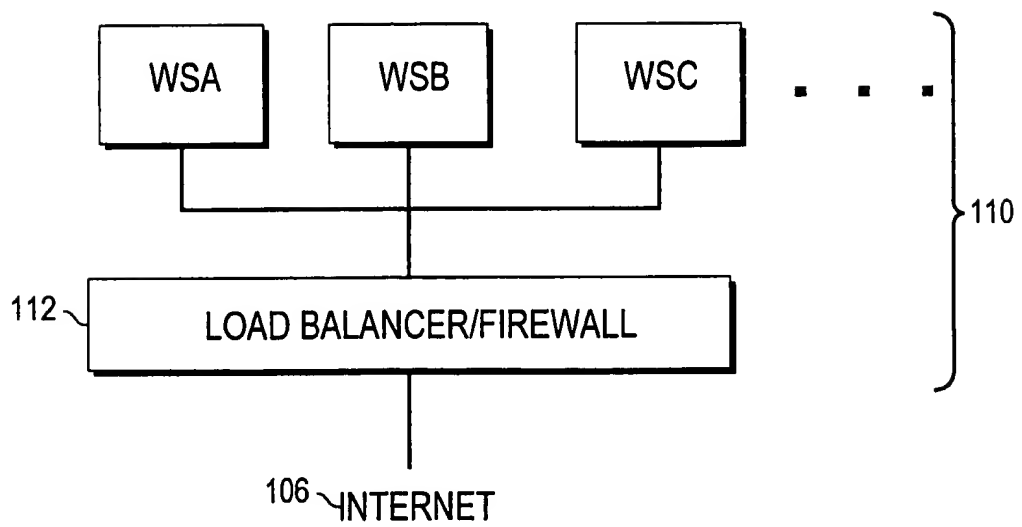 WSA
WSB
WSC
110
112
LOAD BALANCER/FIREWALL
106
INTERNET